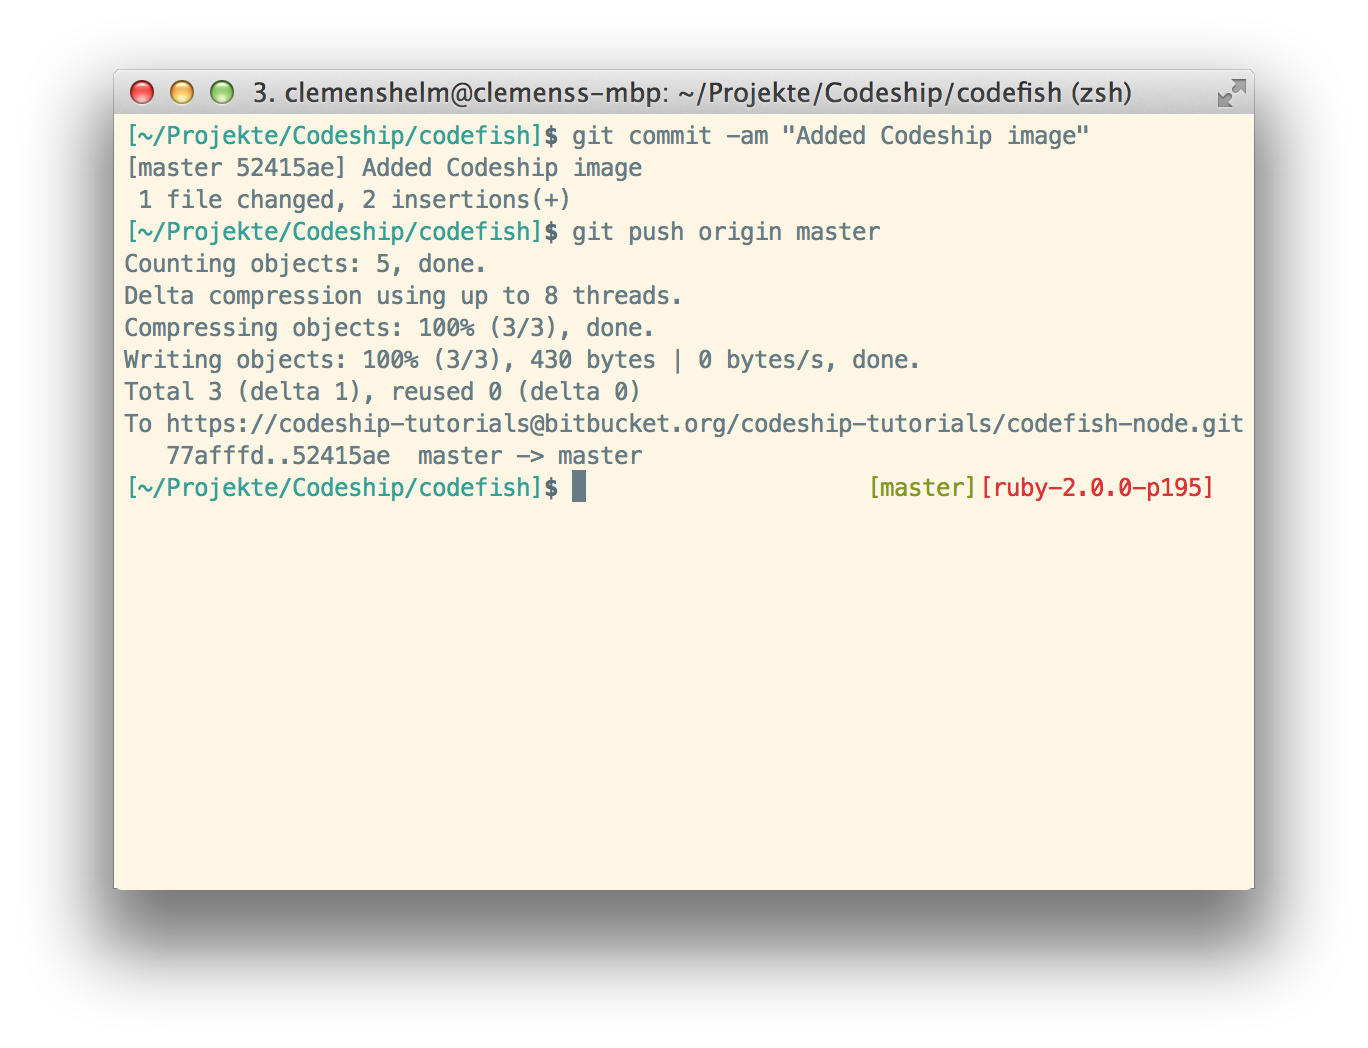 3. clemenshelm@clemenss-mbp: ~/Projekte/Codeship/codefish (zsh)
[~/Projekte/Codeship/codefish]$ git commit -am "Added Codeship image"
[master 52415ae] Added Codeship image
 1 file changed, 2 insertions(+)
[~/Projekte/Codeship/codefish]$ git push origin master
Counting objects: 5, done.
Delta compression using up to 8 threads.
Compressing objects: 100% (3/3), done.
Writing objects: 100% (3/3), 430 bytes | 0 bytes/s, done.
Total 3 (delta 1), reused 0 (delta 0)
To https://codeship-tutorials@bitbucket.org/codeship-tutorials/codefish-node.git
   77afffd..52415ae  master -> master
[~/Projekte/Codeship/codefish]$ [master][ruby-2.0.0-p195]